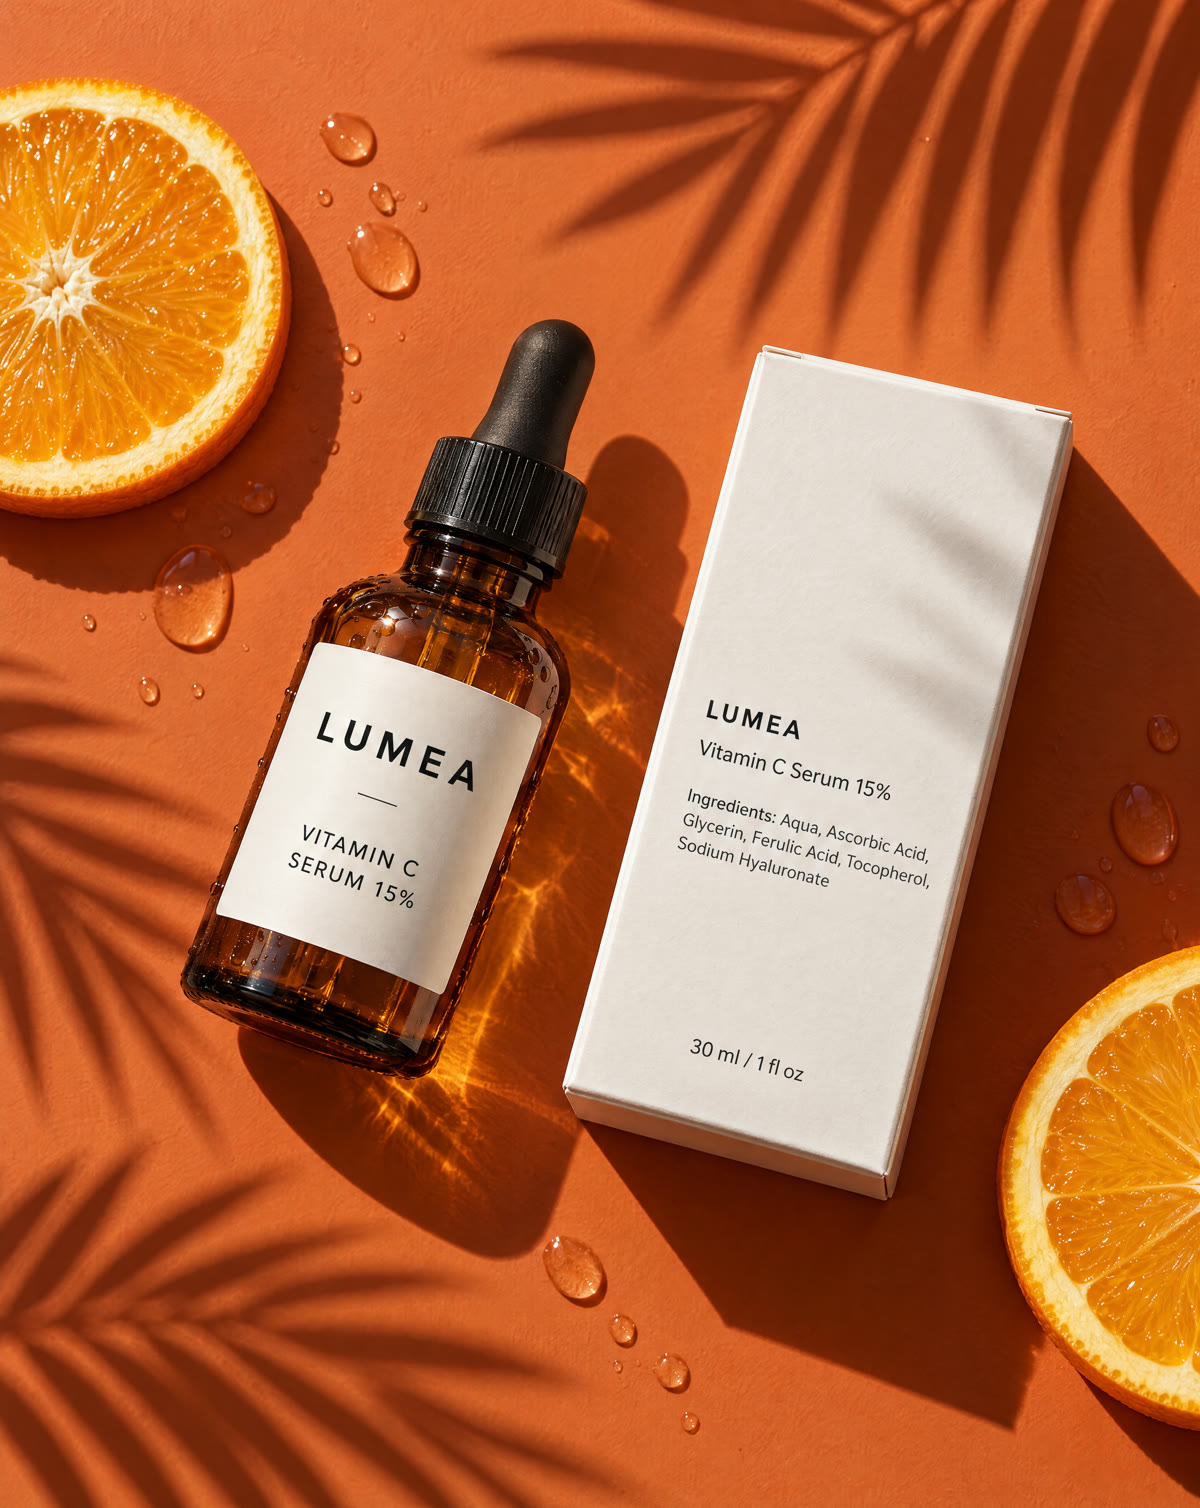 LUMEA
VITAMIN C
SERUM 15%
LUMEA
Vitamin C Serum 15%
Ingredients: Aqua, Ascorbic Acid,
Glycerin, Ferulic Acid, Tocopherol,
Sodium Hyaluronate
30 ml / 1 fl oz